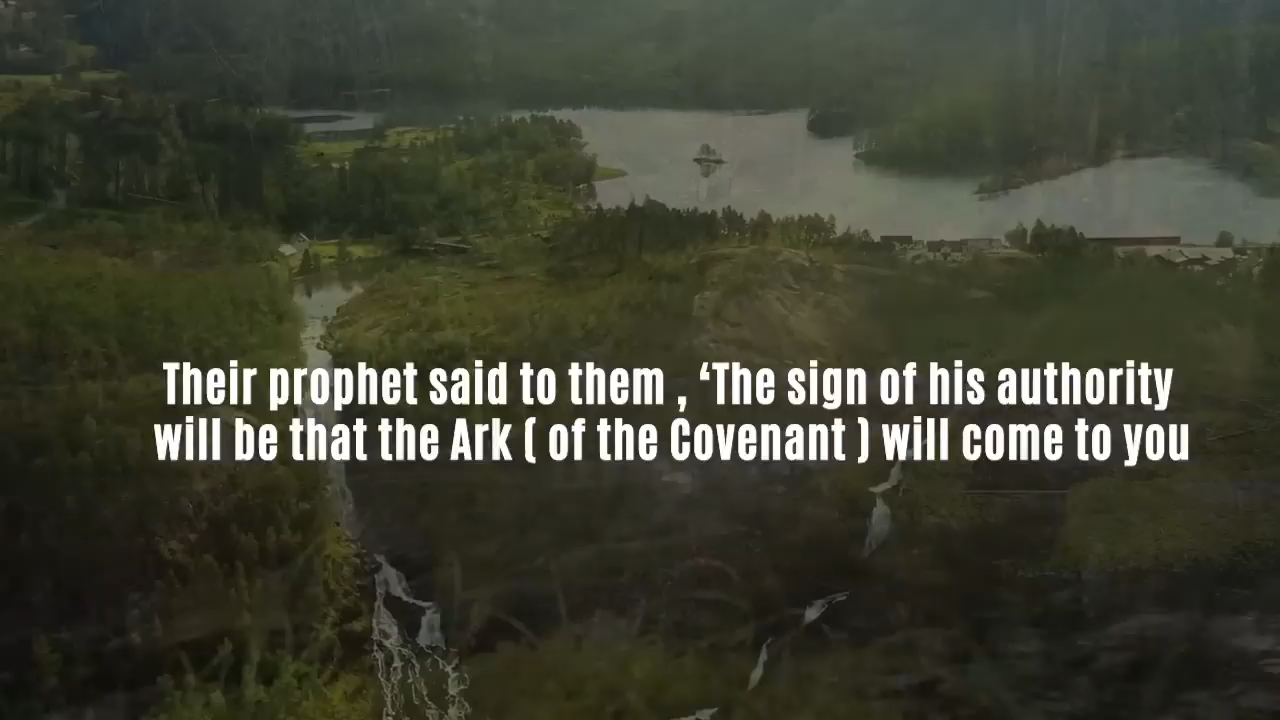 Their prophet said to them , ‘The sign of his authority
will be that the Ark ( of the Covenant ) will come to you